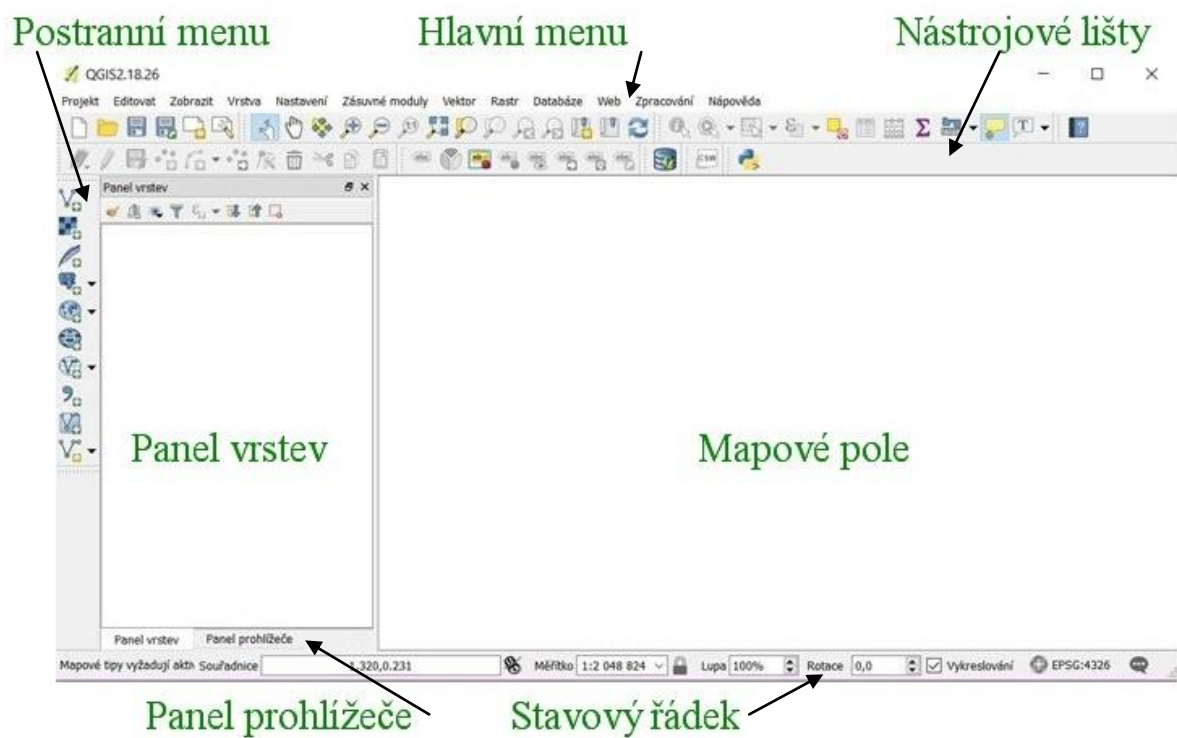 Postranní menu
Hlavní menu
Nástrojové lišty
QGIS2.18.26
Projekt Editovat Zobrazit Vrstva Nastavení Zásuvné moduly Vektor Rastr Databáze Web Zpracování Nápověda
Panel vrstev
Panel vrstev
Mapové pole
Panel vrstev Panel prohlížeče
Mapové tipy vyžadují aktiv Souřadnice 1.320,0.231 Měřítko 1:2 048 824 Lupa 100% Rotace 0,0 Vykreslování EPSG:4326
Panel prohlížeče
Stavový řádek